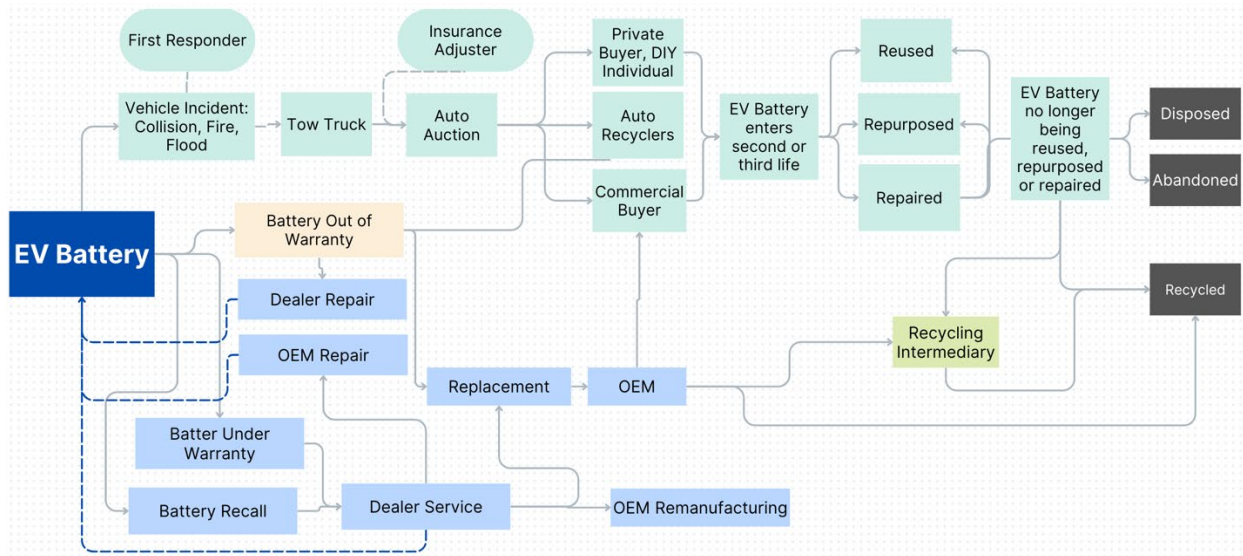 First Responder
Insurance
Adjuster
Private
Buyer, DIY
Individual
Reused
Vehicle Incident:
Collision, Fire,
Flood
Tow Truck
Auto
Auction
Auto
Recyclers
EV Battery
enters
second or
third life
Repurposed
EV Battery
no longer
being
reused,
repurposed
or repaired
Disposed
Abandoned
Commercial
Buyer
Repaired
EV Battery
Battery Out of
Warranty
Dealer Repair
Recycled
OEM Repair
Recycling
Intermediary
Replacement
OEM
Batter Under
Warranty
Battery Recall
Dealer Service
OEM Remanufacturing